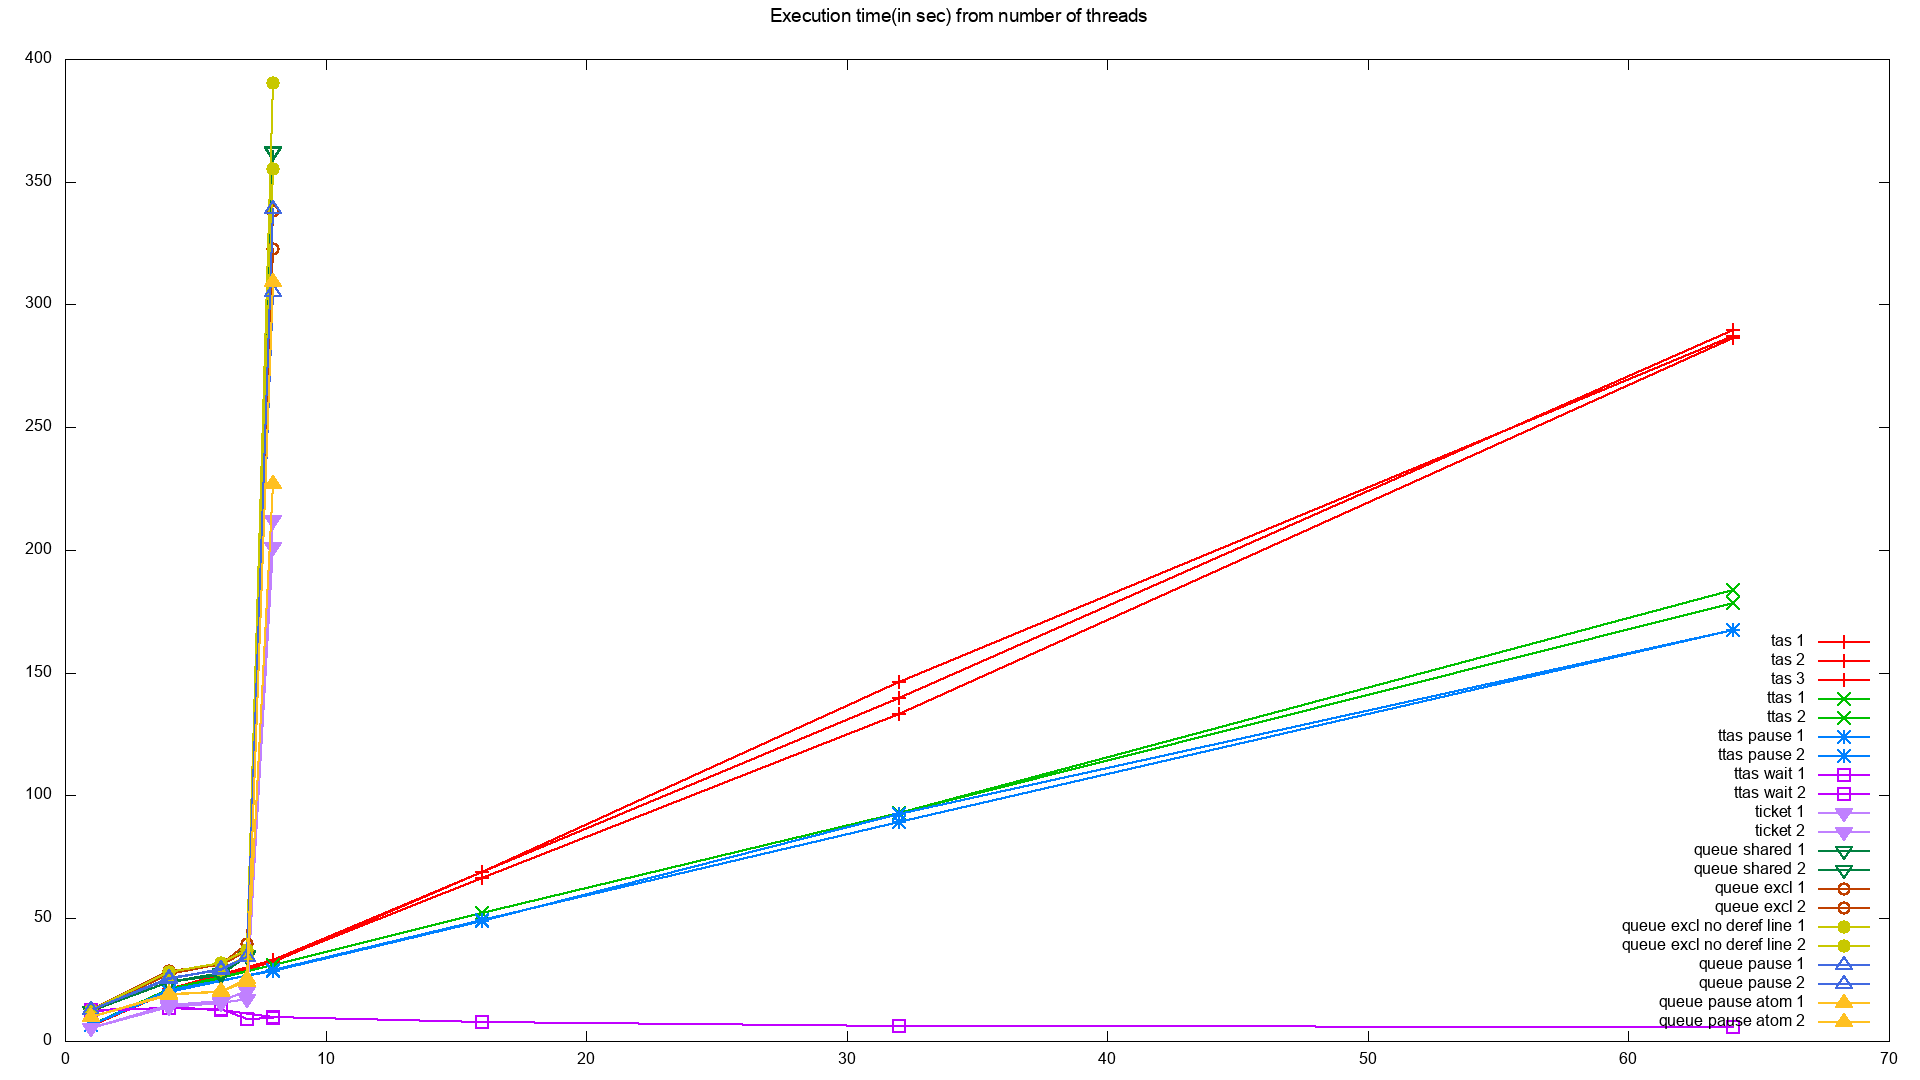 Execution time(in sec) from number of threads
400
350
300
250
200
150
100
50
0
0 10 20 30 40 50 60 70
tas 1
tas 2
tas 3
ttas 1
ttas 2
ttas pause 1
ttas pause 2
ttas wait 1
ttas wait 2
ticket 1
ticket 2
queue shared 1
queue shared 2
queue excl 1
queue excl 2
queue excl no deref line 1
queue excl no deref line 2
queue pause 1
queue pause 2
queue pause atom 1
queue pause atom 2